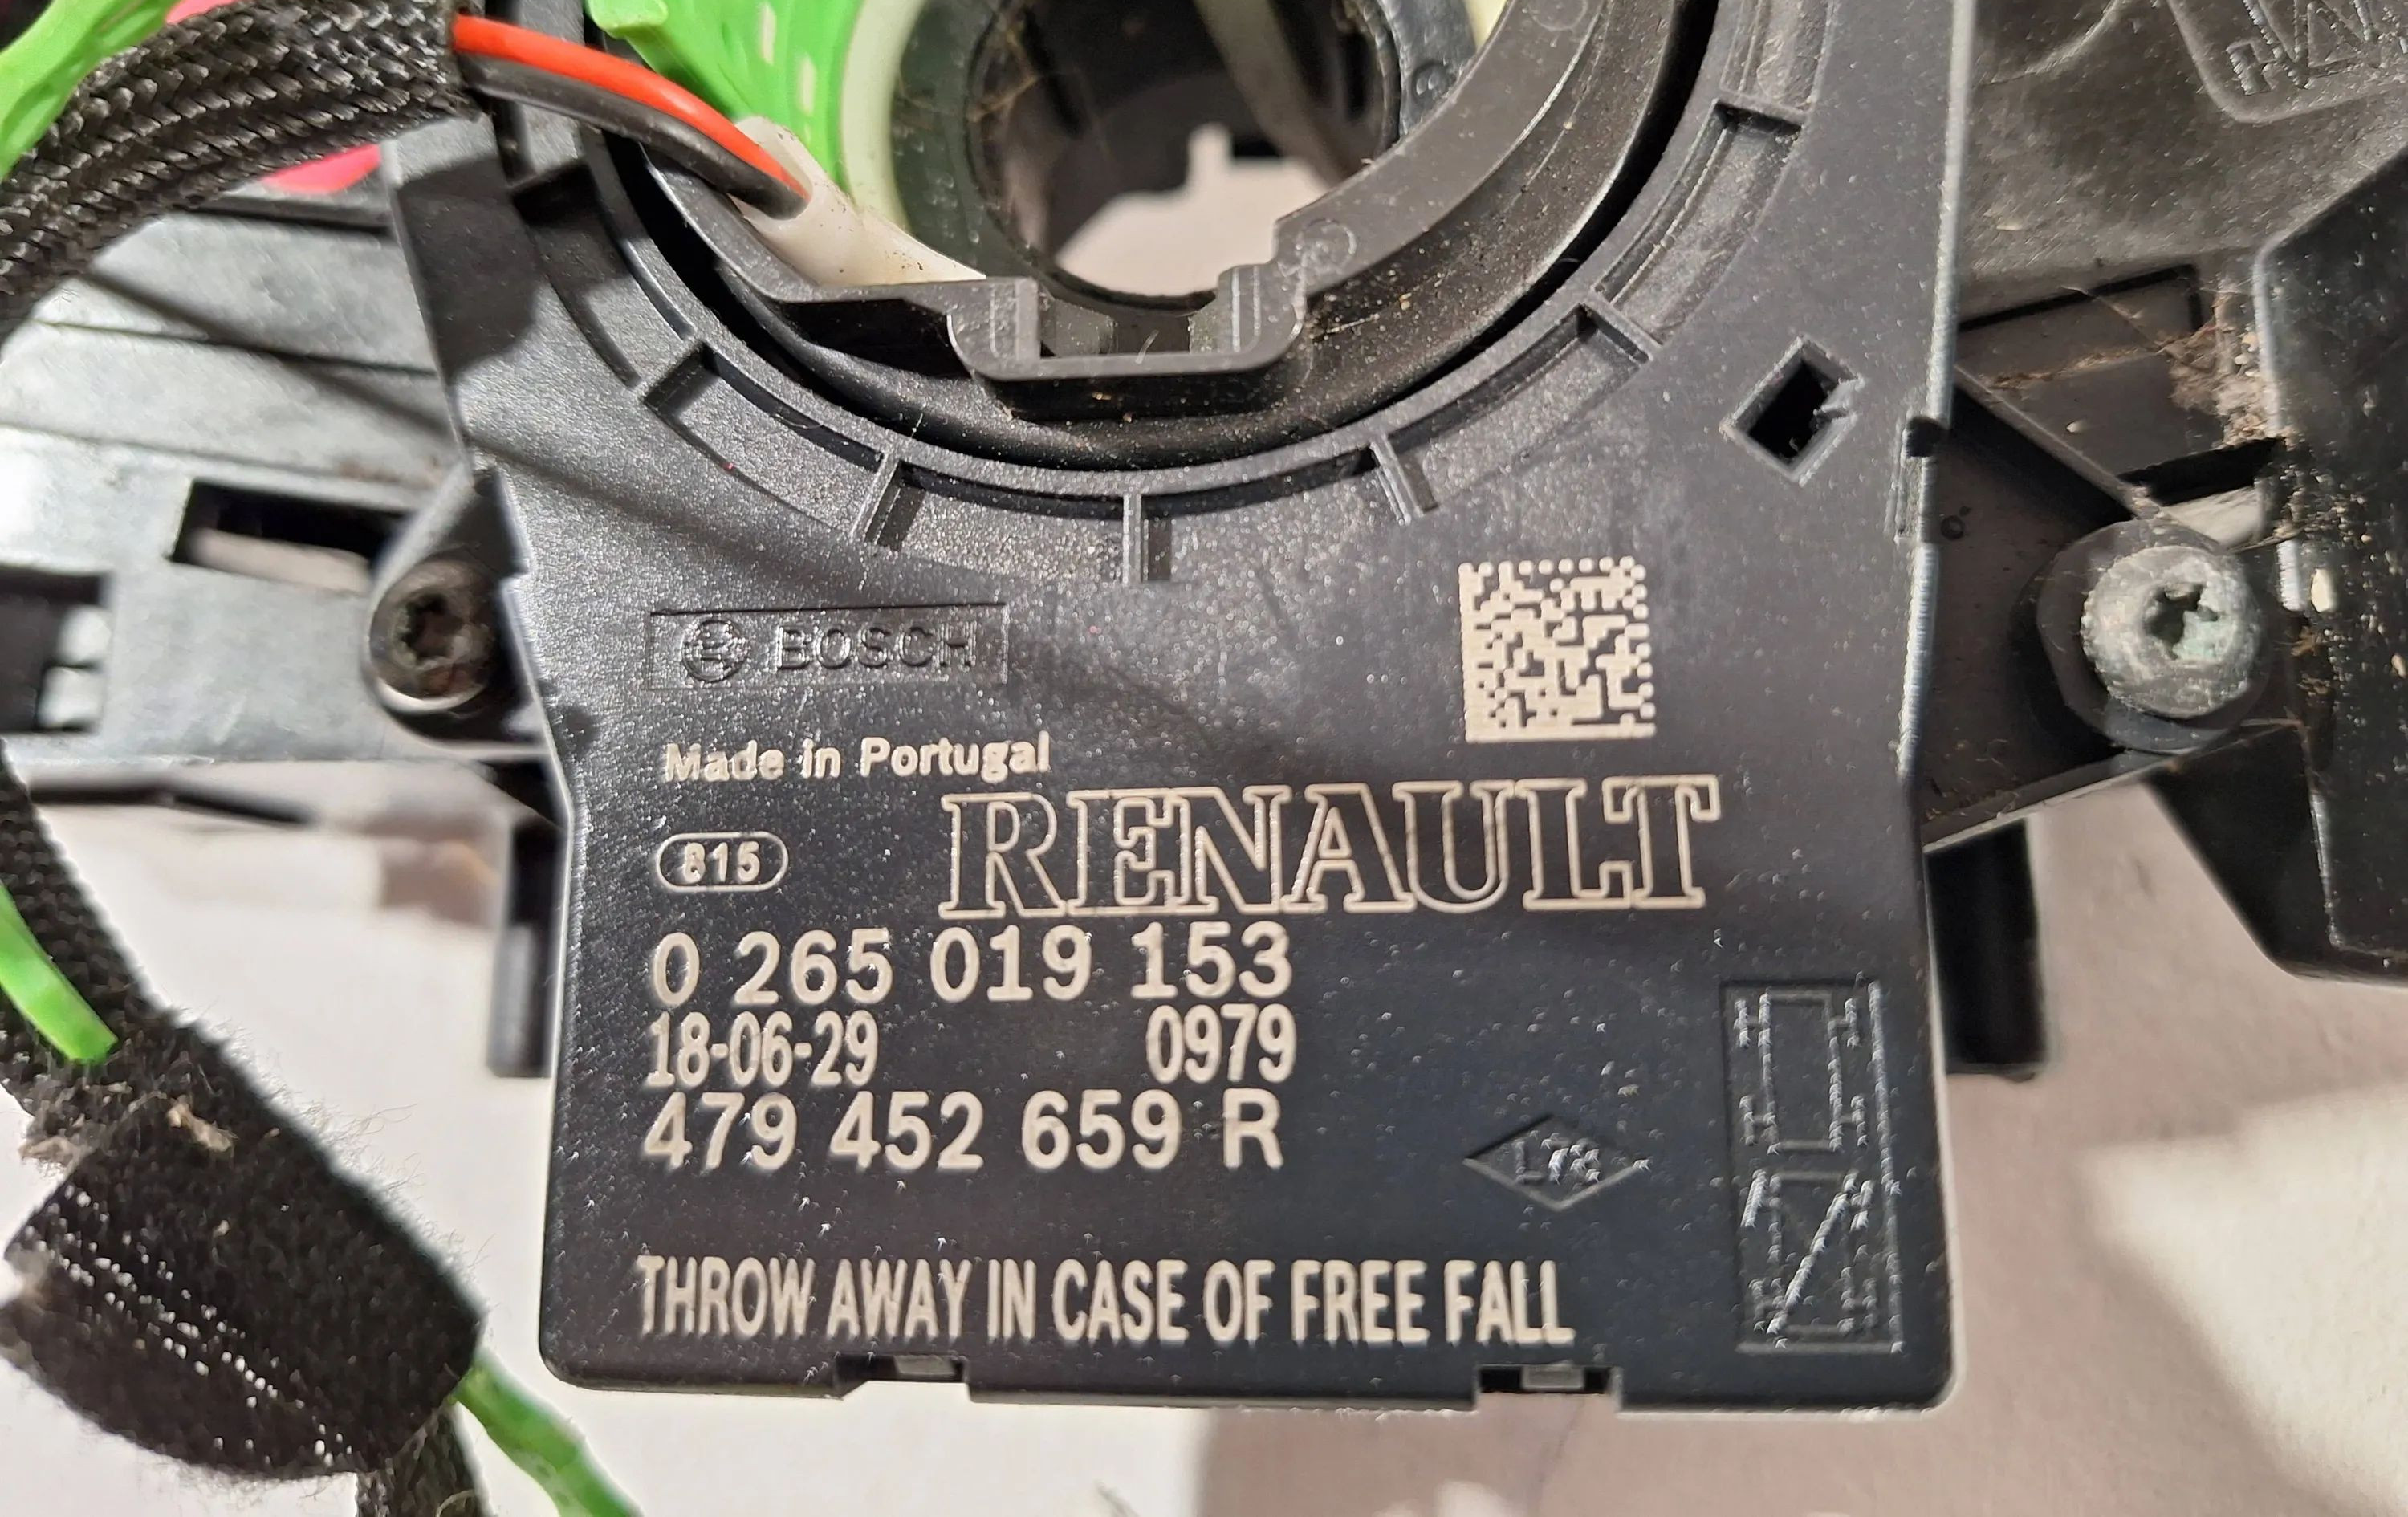 BOSCH
Made in Portugal
RENAULT
815
0 265 019 153
18-06-29 0979
479 452 659 R
L78
THROW AWAY IN CASE OF FREE FALL